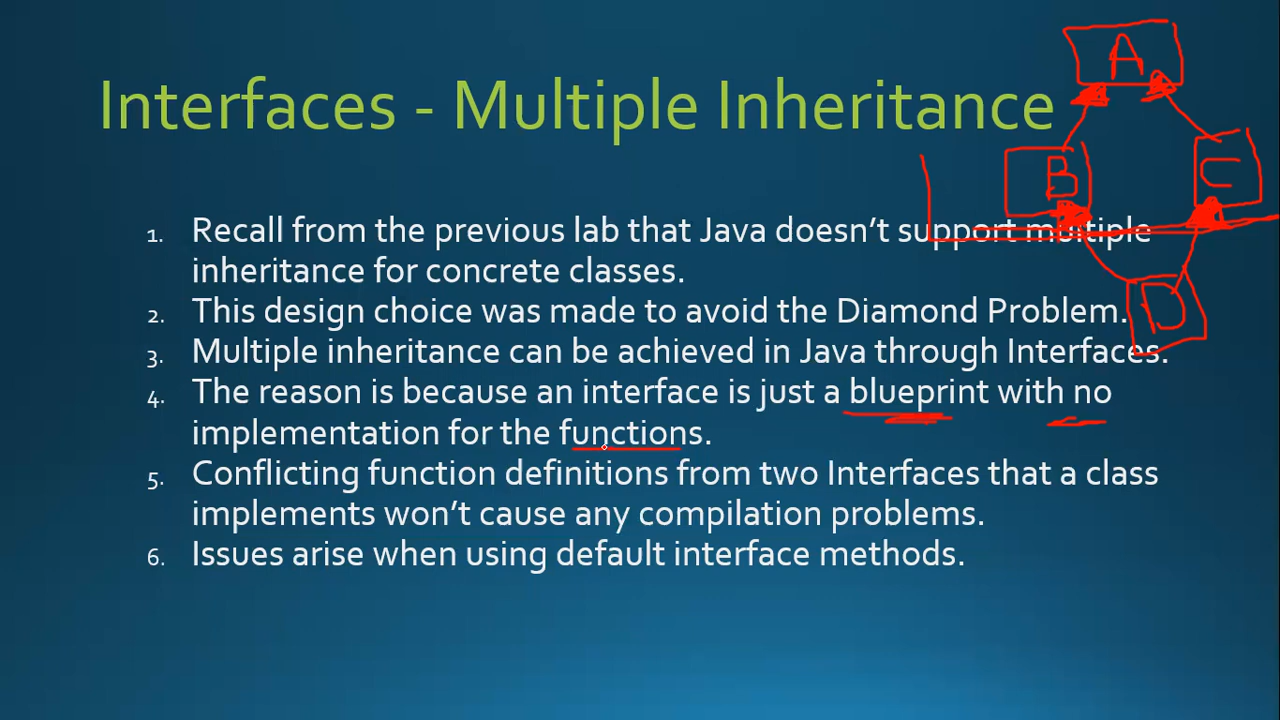 Interfaces - Multiple Inheritance
A
B
C
1. Recall from the previous lab that Java doesn't support multiple
inheritance for concrete classes.
2. This design choice was made to avoid the Diamond Problem.
D
3. Multiple inheritance can be achieved in Java through Interfaces.
4. The reason is because an interface is just a blueprint with no
implementation for the functions.
5. Conflicting function definitions from two Interfaces that a class
implements won't cause any compilation problems.
6. Issues arise when using default interface methods.